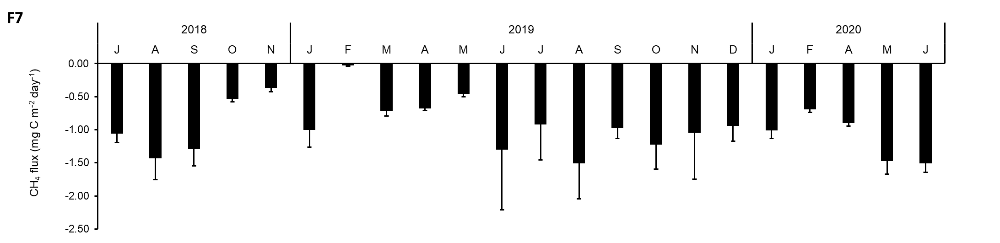 F7
2018 2019 2020
J A S O N J F M A M J J A S O N D J F A M J
0.00
-0.50
-1.00
-1.50
-2.00
-2.50
CH₄ flux (mg C m⁻² day⁻¹)